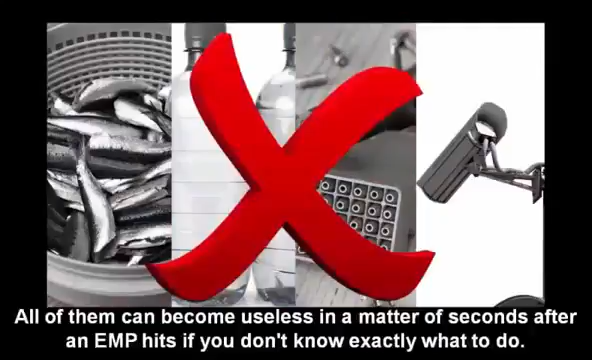 All of them can become useless in a matter of seconds after
an EMP hits if you don't know exactly what to do.